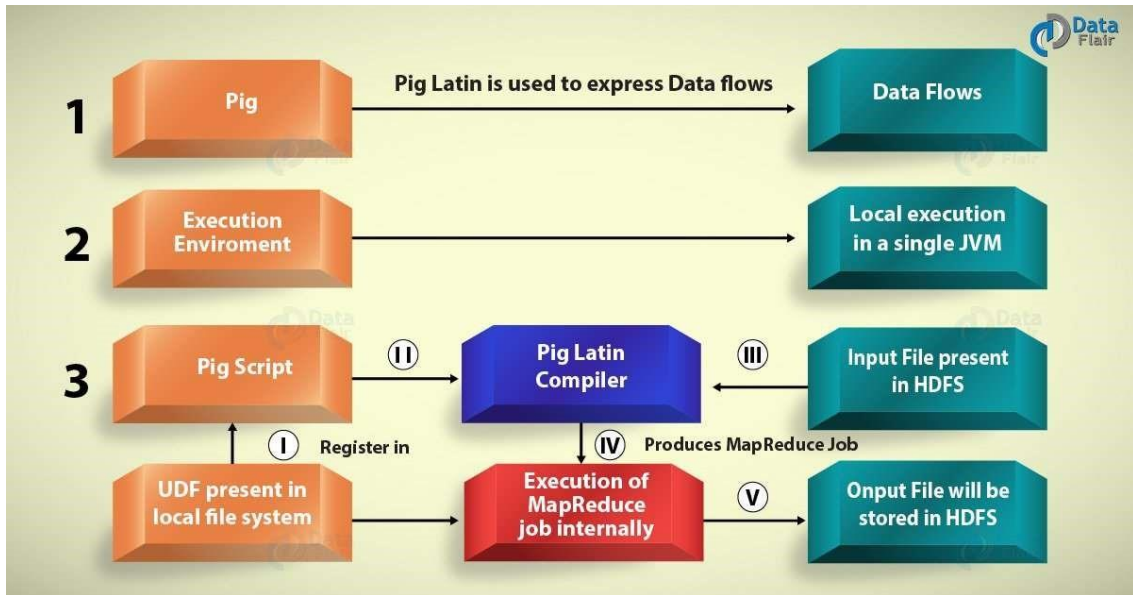 Data
Flair
1
Pig
Pig Latin is used to express Data flows
Data Flows
2
Execution
Enviroment
Local execution
in a single JVM
3
Pig Script
II
Pig Latin
Compiler
III
Input File present
in HDFS
I
Register in
IV
Produces MapReduce Job
UDF present in
local file system
Execution of
MapReduce
job internally
V
Onput File will be
stored in HDFS